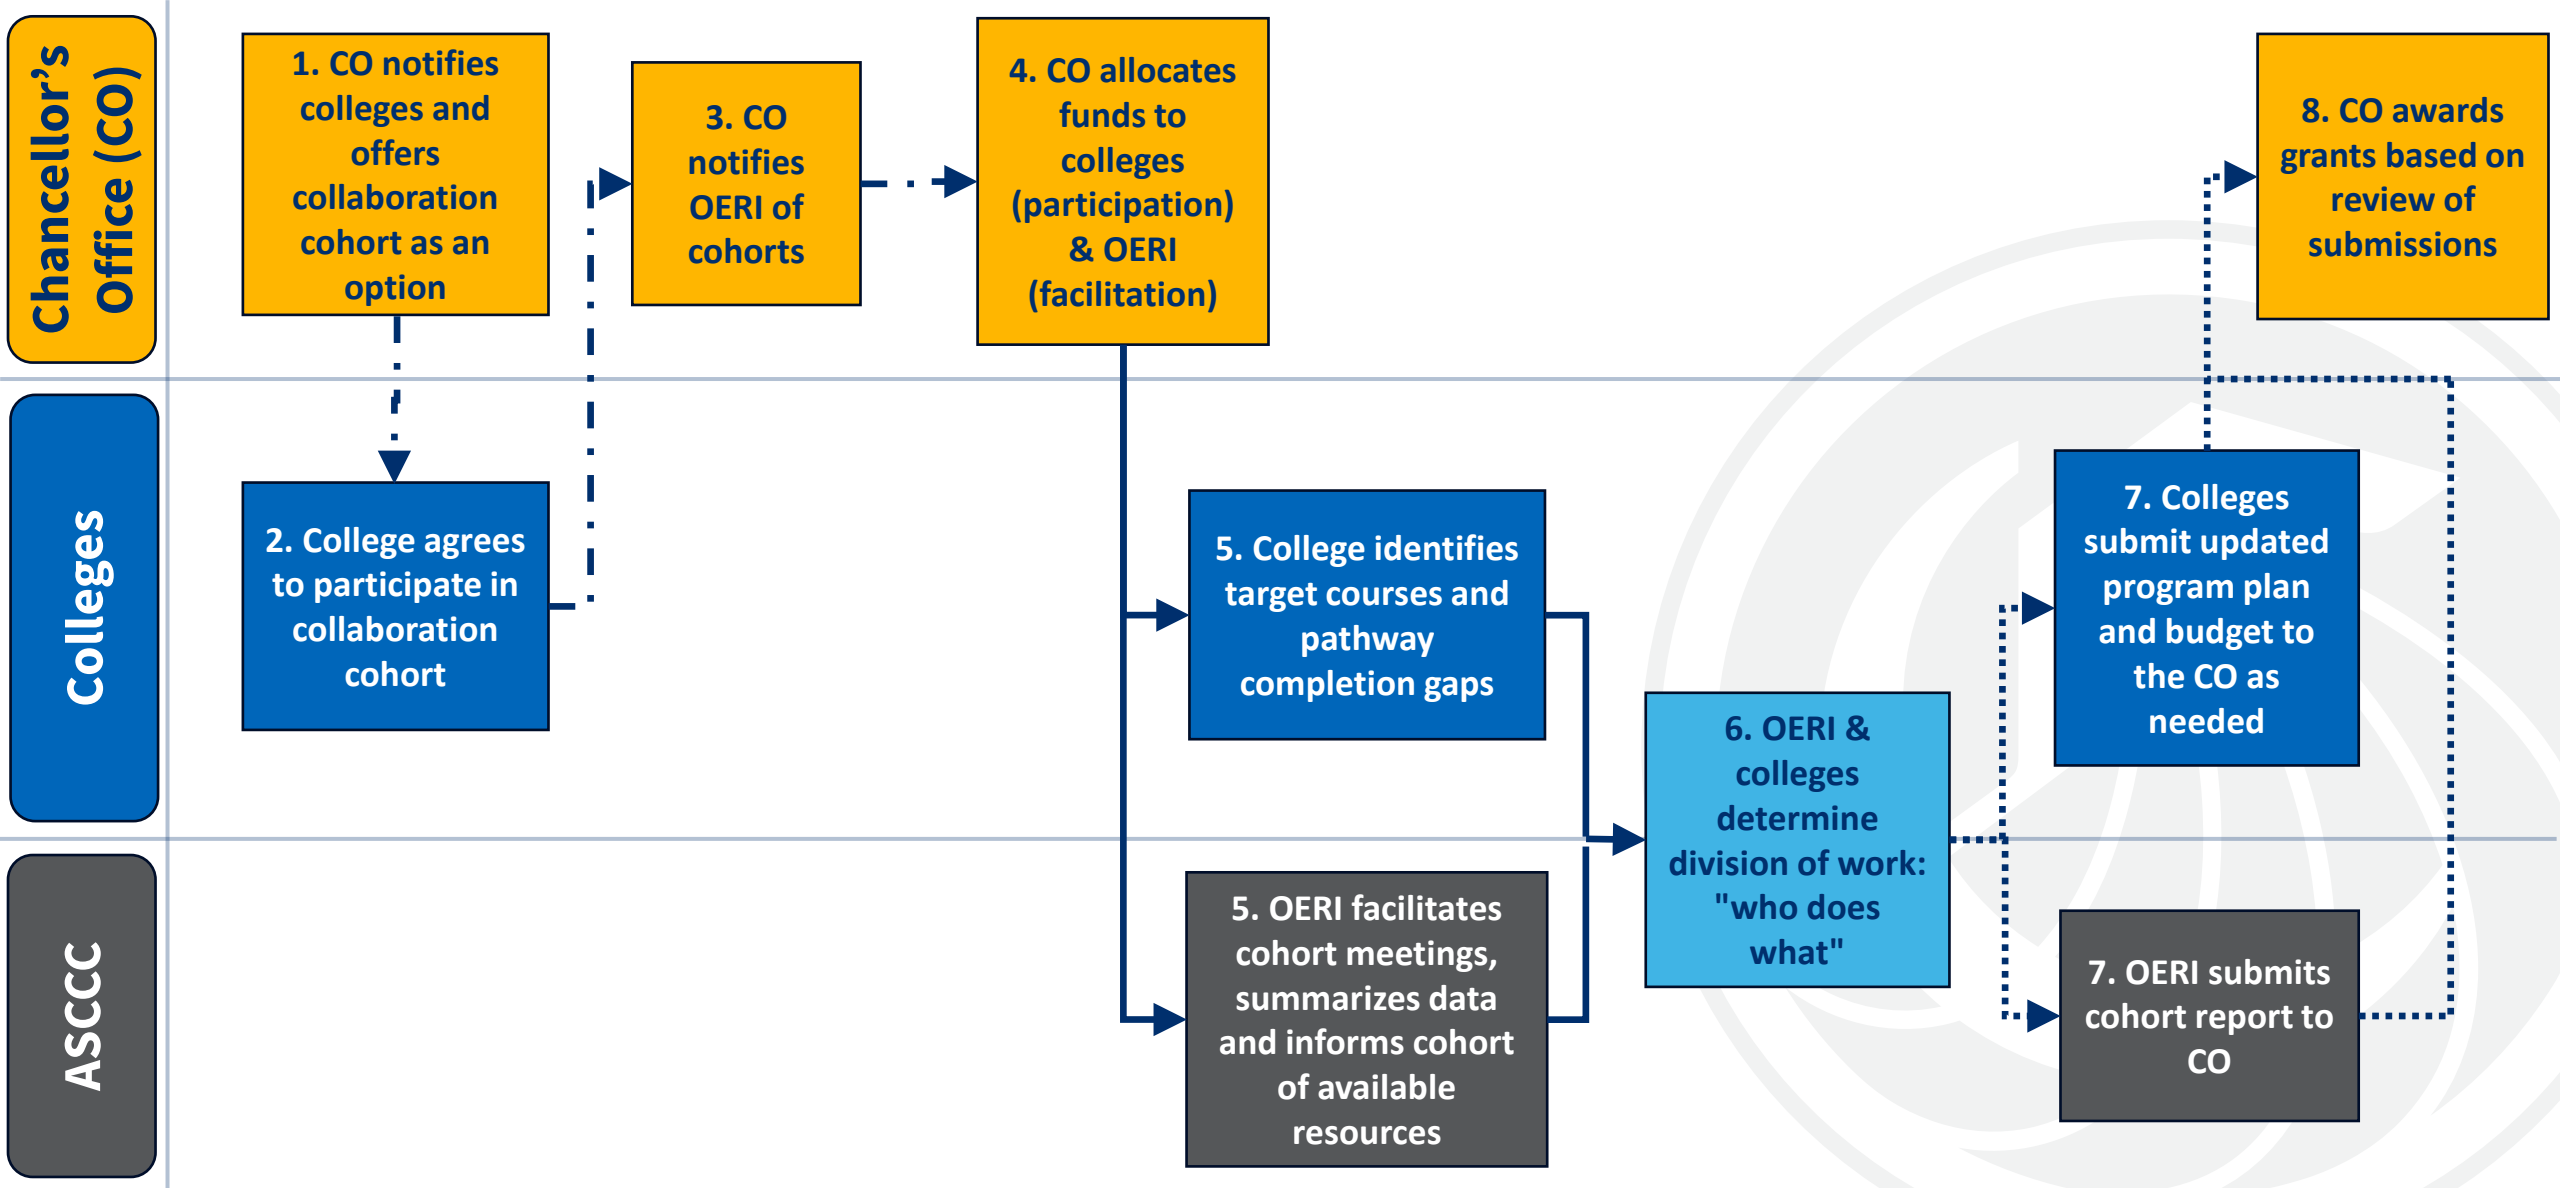 Chancellor's
Office (CO)
1. CO notifies
colleges and
offers
collaboration
cohort as an
option
3. CO
notifies
OERI of
cohorts
4. CO allocates
funds to
colleges
(participation)
& OERI
(facilitation)
8. CO awards
grants based on
review of
submissions
Colleges
2. College agrees
to participate in
collaboration
cohort
5. College identifies
target courses and
pathway
completion gaps
6. OERI &
colleges
determine
division of work:
"who does
what"
7. Colleges
submit updated
program plan
and budget to
the CO as
needed
ASCCC
5. OERI facilitates
cohort meetings,
summarizes data
and informs cohort
of available
resources
7. OERI submits
cohort report to
CO